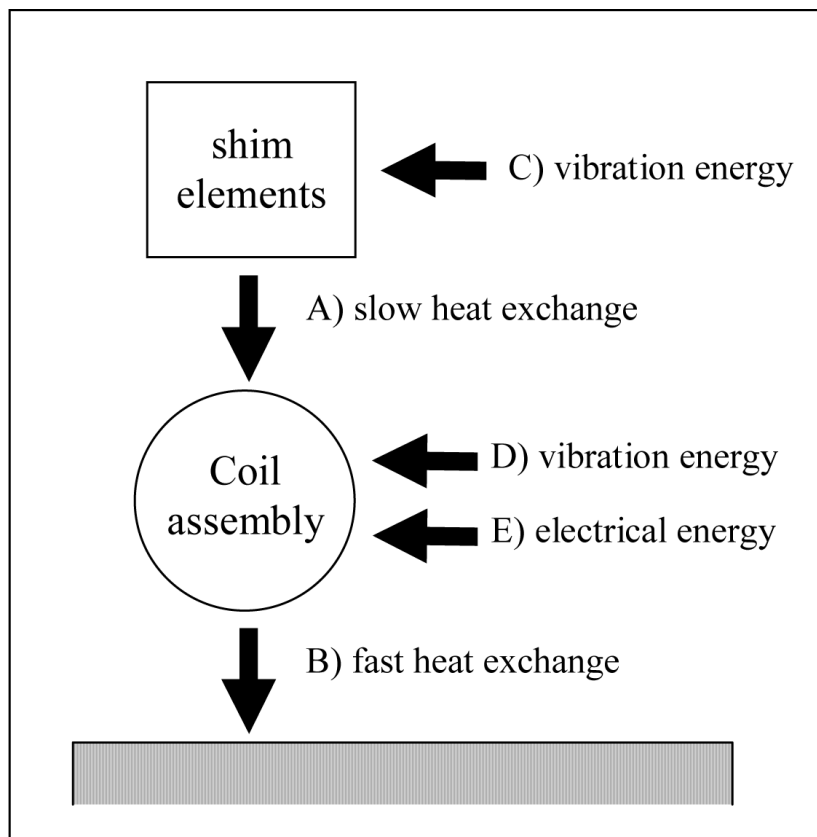 shim
elements
C) vibration energy
A) slow heat exchange
Coil
assembly
D) vibration energy
E) electrical energy
B) fast heat exchange